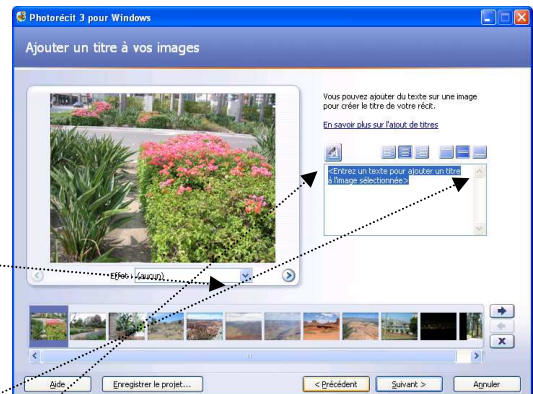 Photorécit 3 pour Windows
Ajouter un titre à vos images
Vous pouvez ajouter du texte sur une image
pour créer le titre de votre récit.
En savoir plus sur l'ajout de titres
<Entrez un texte pour ajouter un titre
à l'image sélectionnée>
Effet : (aucun)
Aide
Enregistrer le projet...
< Précédent
Suivant >
Annuler